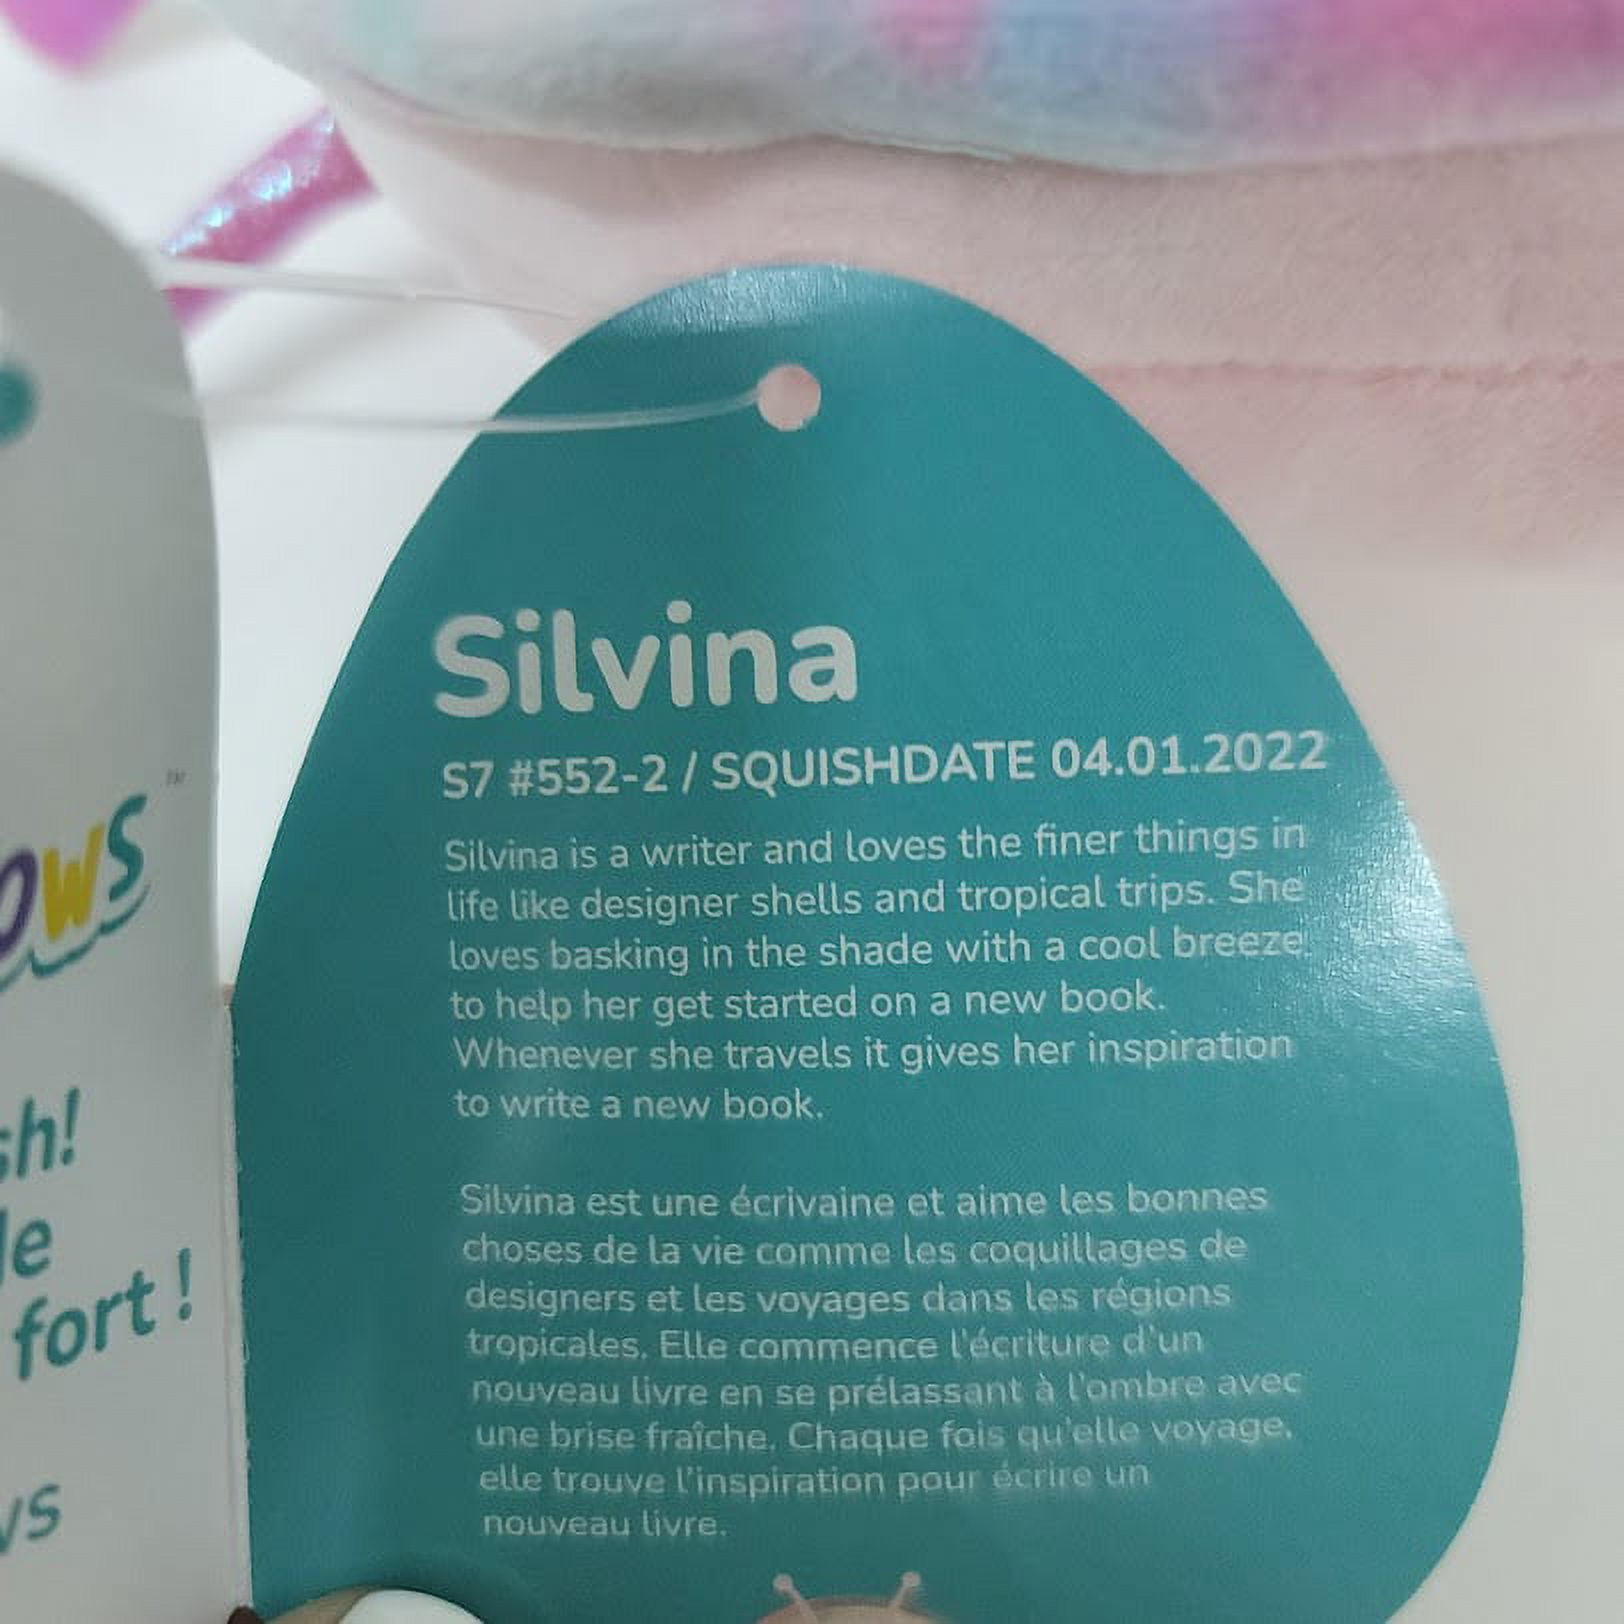 Silvina
S7 #552-2 / SQUISHDATE 04.01.2022
Silvina is a writer and loves the finer things in
life like designer shells and tropical trips. She
loves basking in the shade with a cool breeze
to help her get started on a new book.
Whenever she travels it gives her inspiration
to write a new book.
Silvina est une écrivaine et aime les bonnes
choses de la vie comme les coquillages de
designers et les voyages dans les régions
tropicales. Elle commence l'écriture d'un
nouveau livre en se prélassant à l'ombre avec
une brise fraîche. Chaque fois qu'elle voyage,
elle trouve l'inspiration pour écrire un
nouveau livre.
fort !